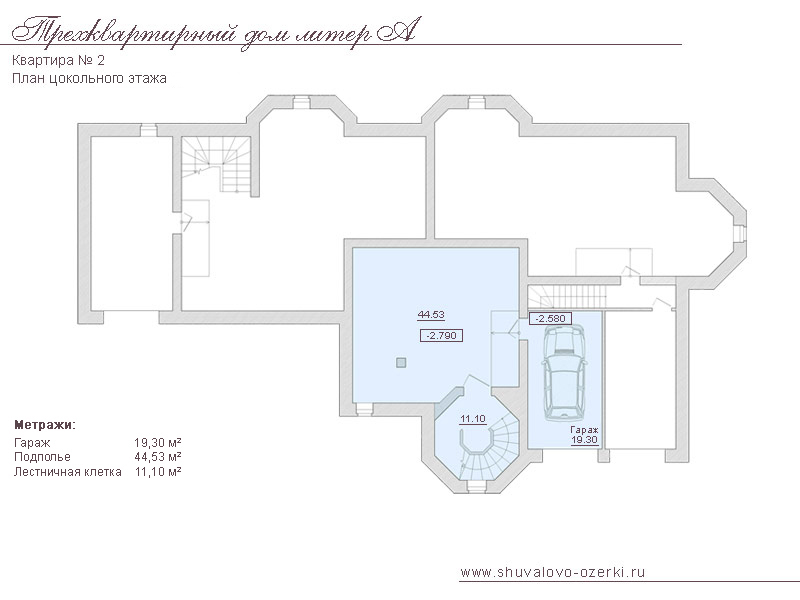 Трехквартирный дом литер А
Квартира № 2
План цокольного этажа
44.53
-2.790
-2.580
11.10
Гараж
19.30
Метражи:
Гараж 19,30 м²
Подполье 44,53 м²
Лестничная клетка 11,10 м²
www.shuvalovo-ozerki.ru